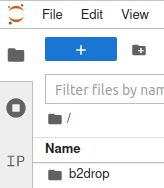 File Edit View
+
Filter files by nam
/
Name
IP
b2drop